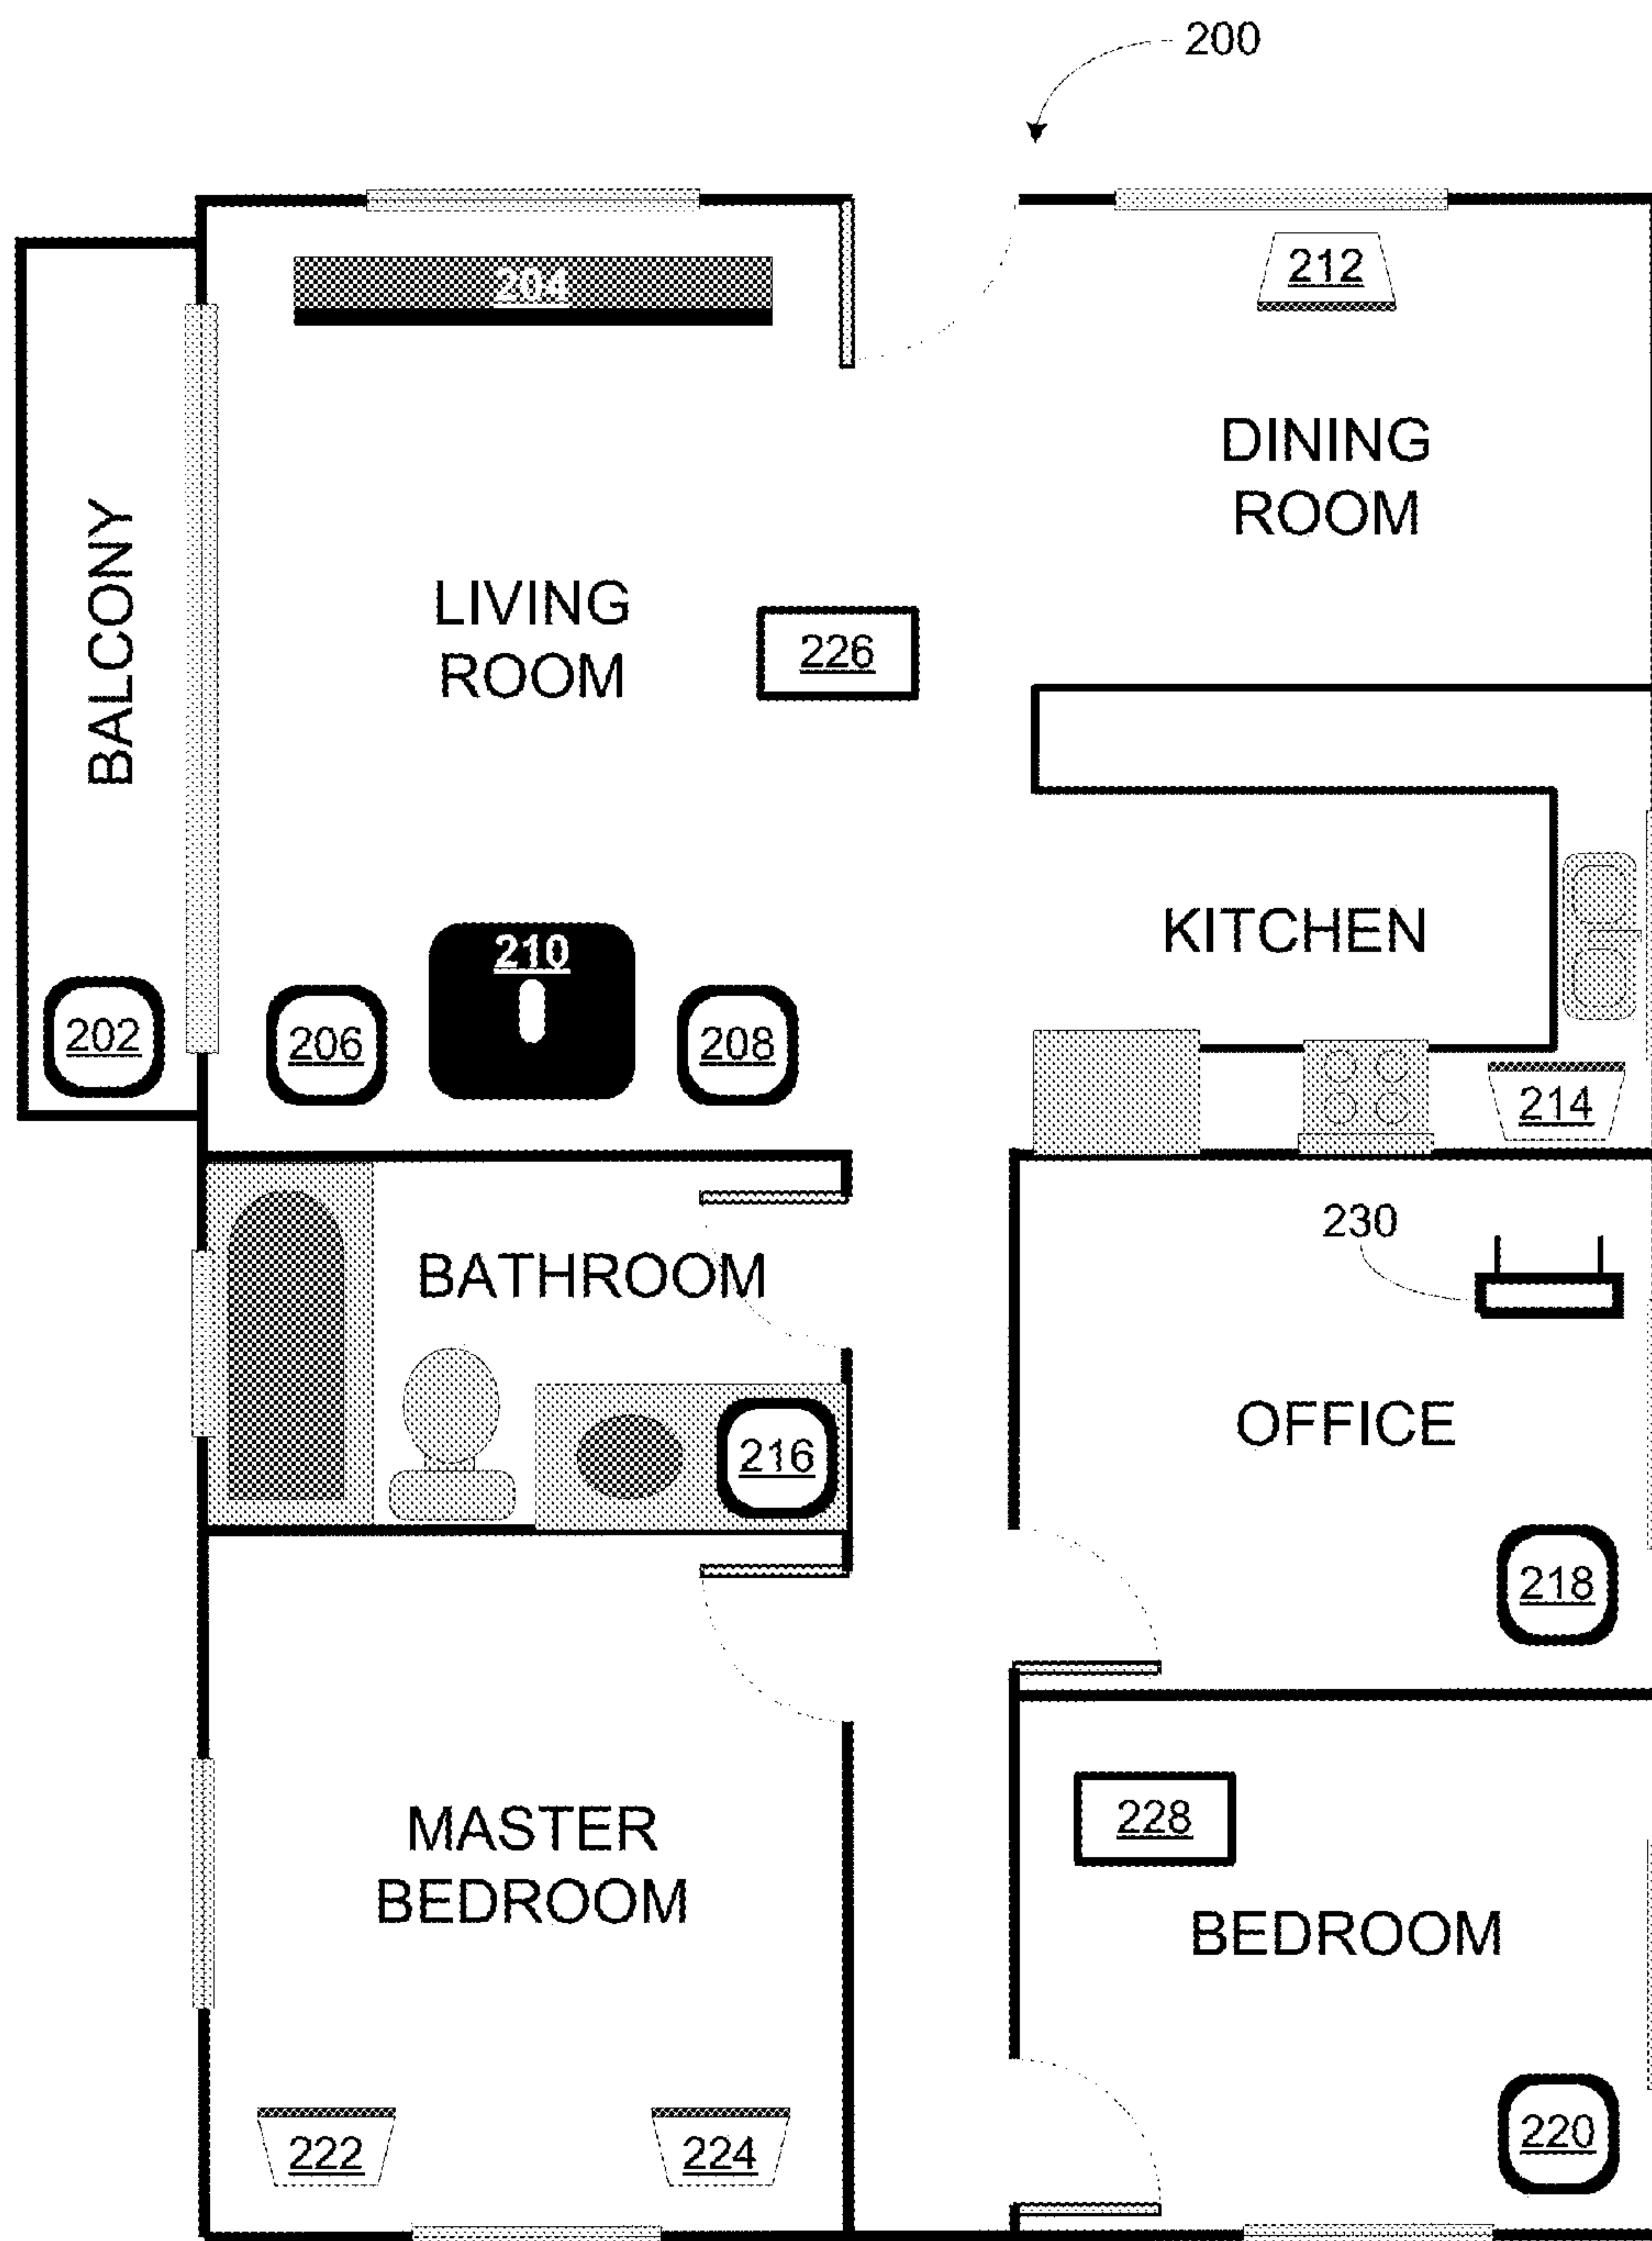 200
204
212
DINING
ROOM
BALCONY
LIVING
ROOM
226
KITCHEN
210
202
206
208
214
230
BATHROOM
OFFICE
216
218
MASTER
BEDROOM
228
BEDROOM
222
224
220